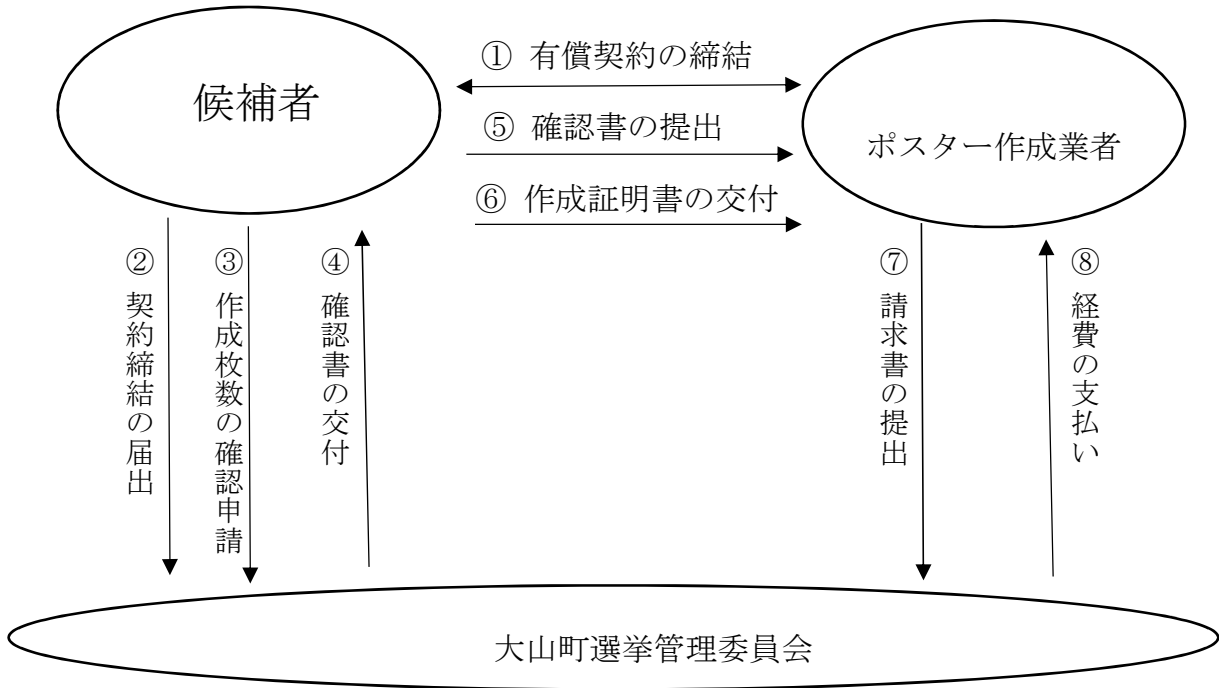 ① 有償契約の締結
候補者
⑤ 確認書の提出
ポスター作成業者
⑥ 作成証明書の交付
② 契約締結の届出
③ 作成枚数の確認申請
④ 確認書の交付
⑦ 請求書の提出
⑧ 経費の支払い
大山町選挙管理委員会